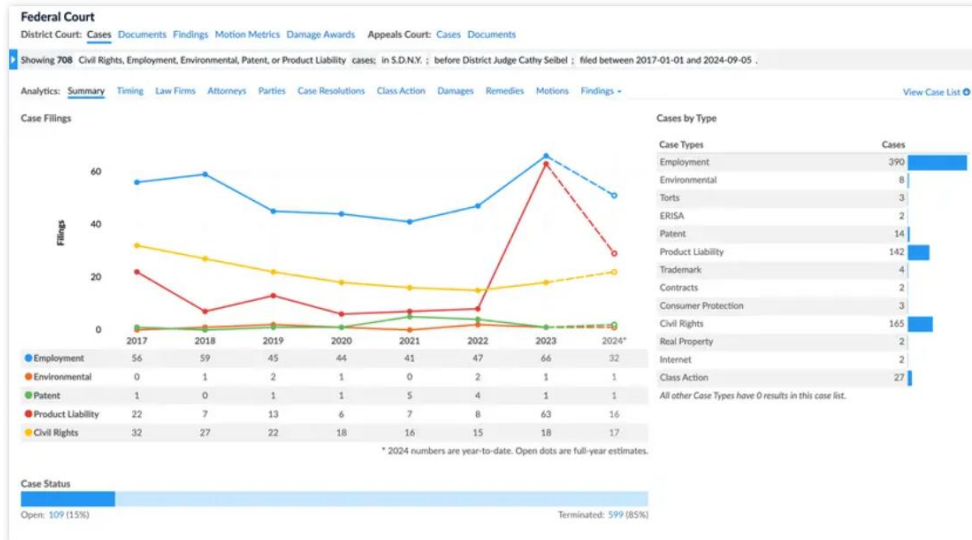 Federal Court
District Court: Cases Documents Findings Motion Metrics Damage Awards Appeals Court: Cases Documents
Showing 708 Civil Rights, Employment, Environmental, Patent, or Product Liability cases; in S.D.N.Y. ; before District Judge Cathy Seibel ; filed between 2017-01-01 and 2024-09-05 .
Analytics: Summary Timing Law Firms Attorneys Parties Case Resolutions Class Action Damages Remedies Motions Findings
View Case List
Case Filings
Filings
60
40
20
0
2017 2018 2019 2020 2021 2022 2023 2024*
Employment 56 59 45 44 41 47 66 32
Environmental 0 1 2 1 0 2 1 1
Patent 1 0 1 1 5 4 1 1
Product Liability 22 7 13 6 7 8 63 16
Civil Rights 32 27 22 18 16 15 18 17
* 2024 numbers are year-to-date. Open dots are full-year estimates.
Cases by Type
Case Types Cases
Employment 390
Environmental 8
Torts 3
ERISA 2
Patent 14
Product Liability 142
Trademark 4
Contracts 2
Consumer Protection 3
Civil Rights 165
Real Property 2
Internet 2
Class Action 27
All other Case Types have 0 results in this case list.
Case Status
Open: 109 (15%) Terminated: 599 (85%)